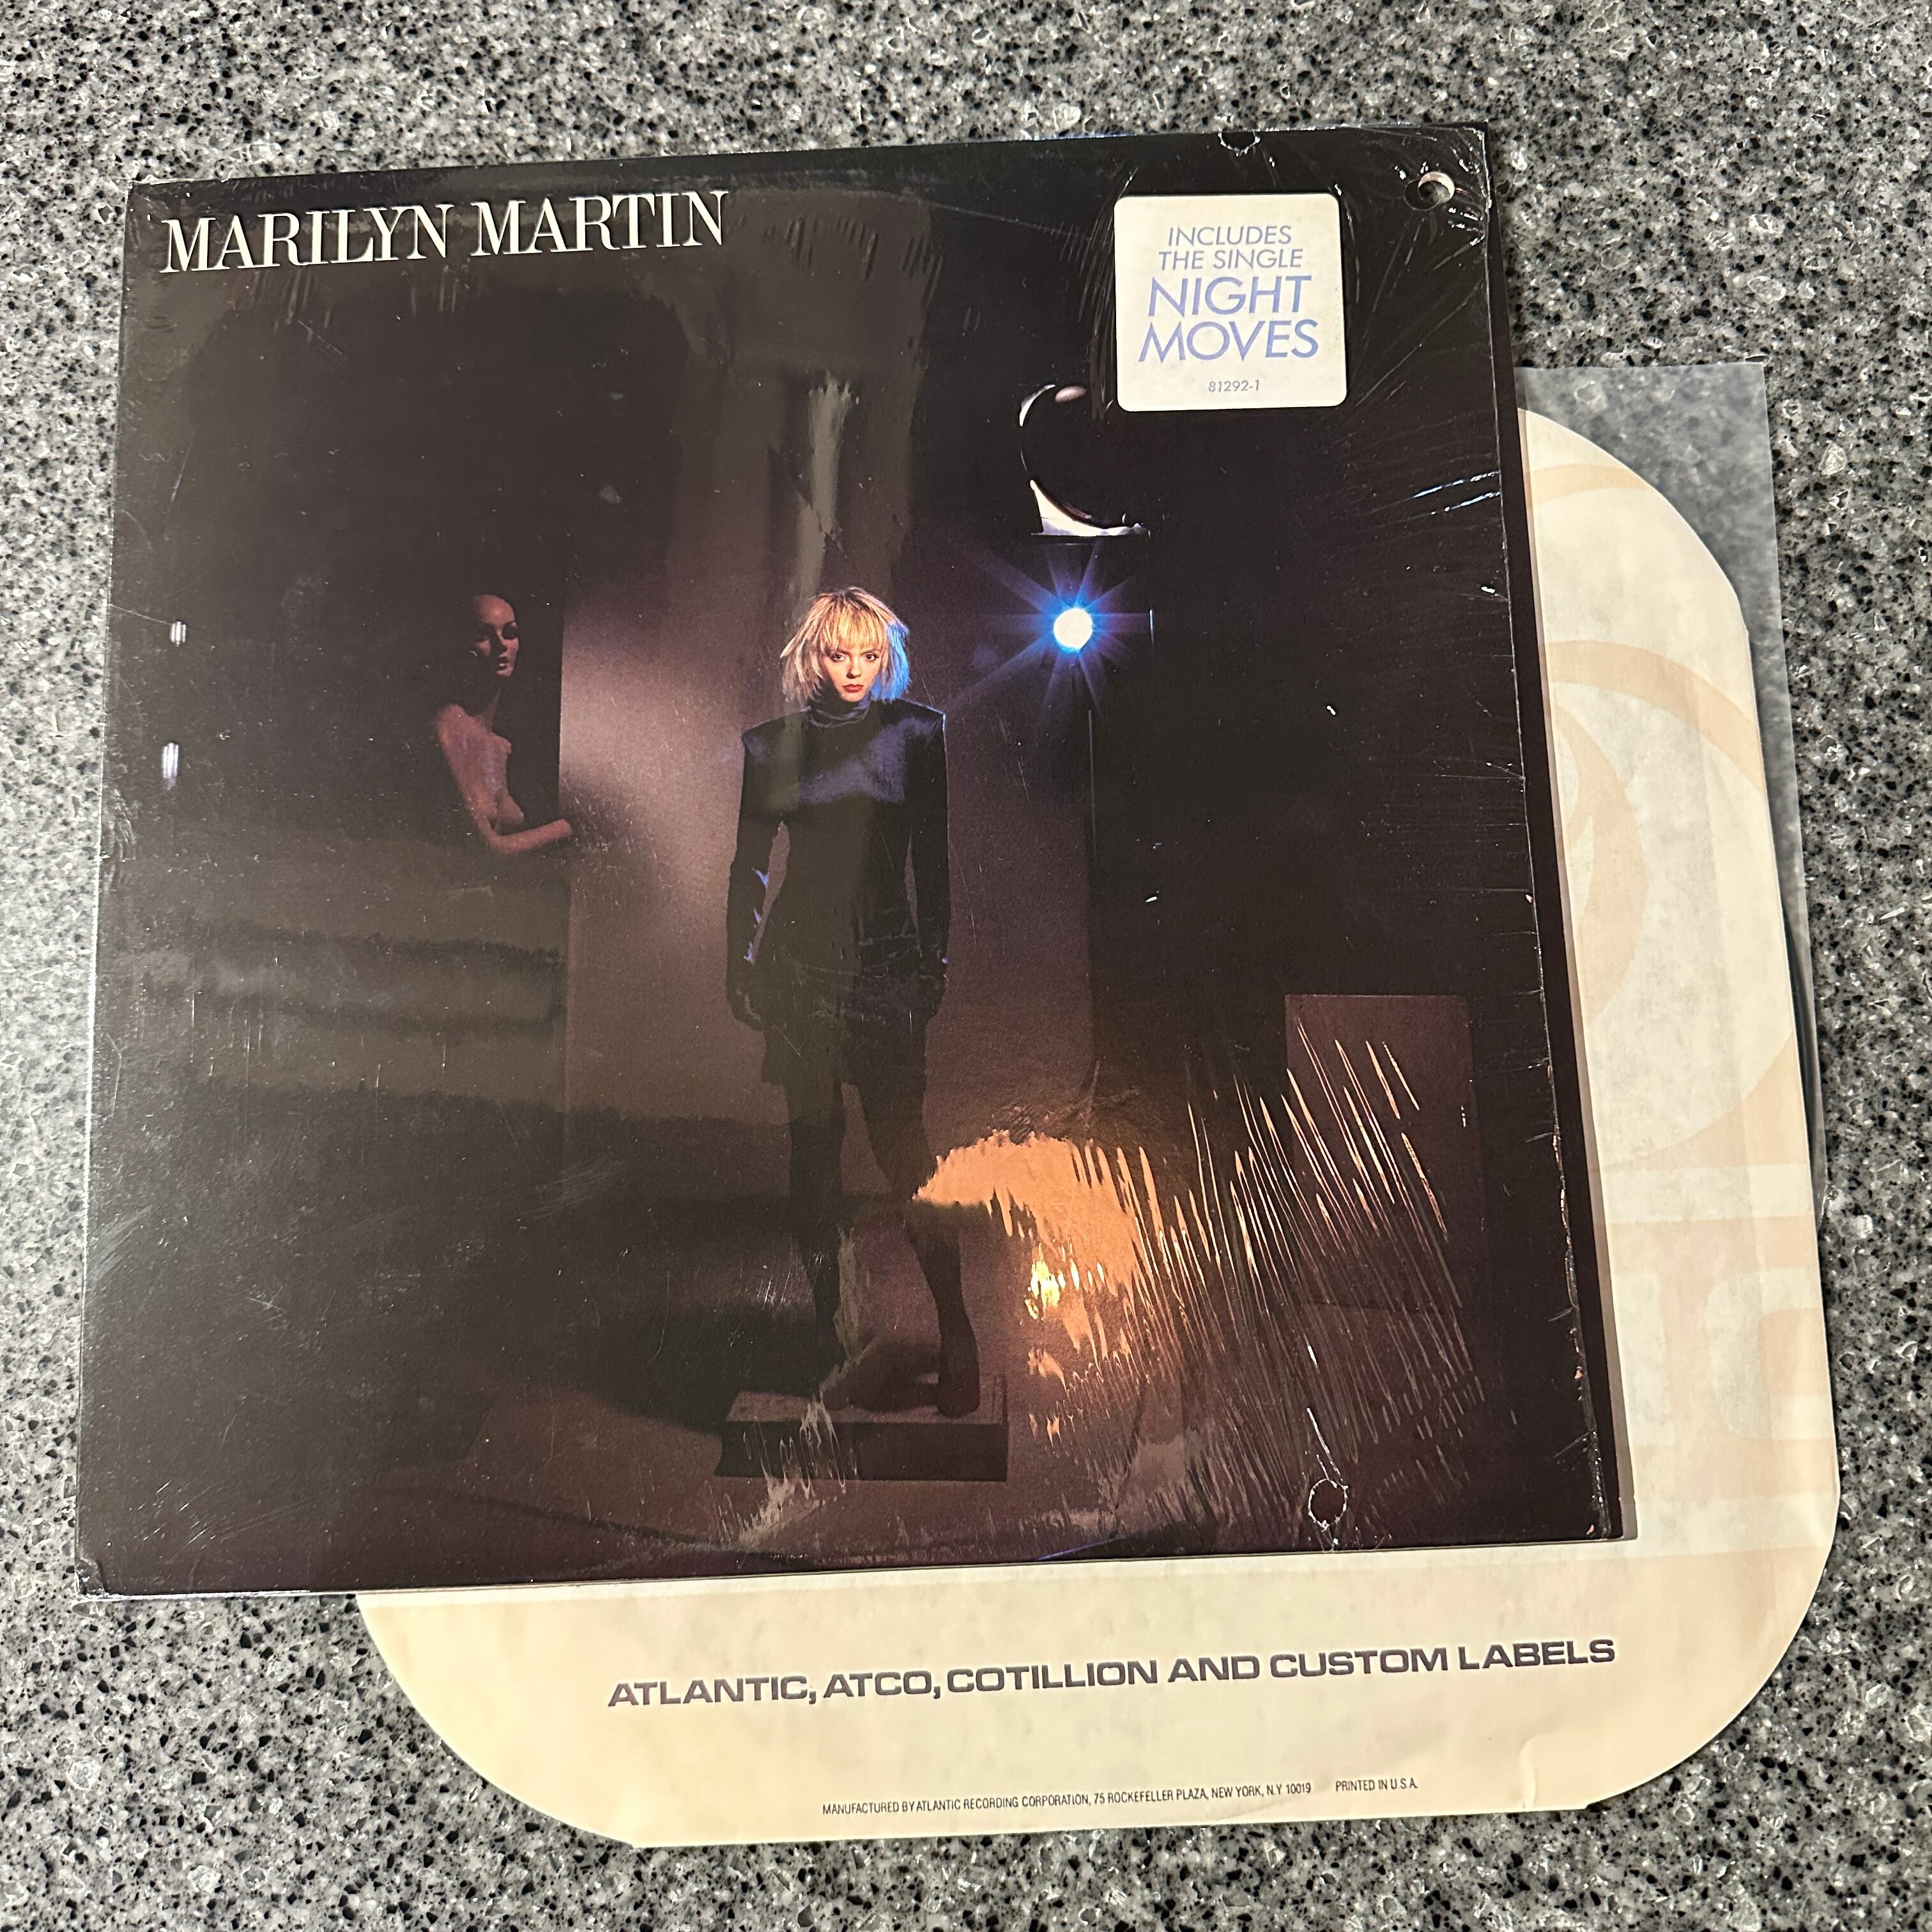 MARILYN MARTIN
INCLUDES
THE SINGLE
NIGHT
MOVES
81292-1
ATLANTIC, ATCO, COTILLION AND CUSTOM LABELS
MANUFACTURED BY ATLANTIC RECORDING CORPORATION, 75 ROCKEFELLER PLAZA, NEW YORK, N.Y. 10019 PRINTED IN U.S.A.